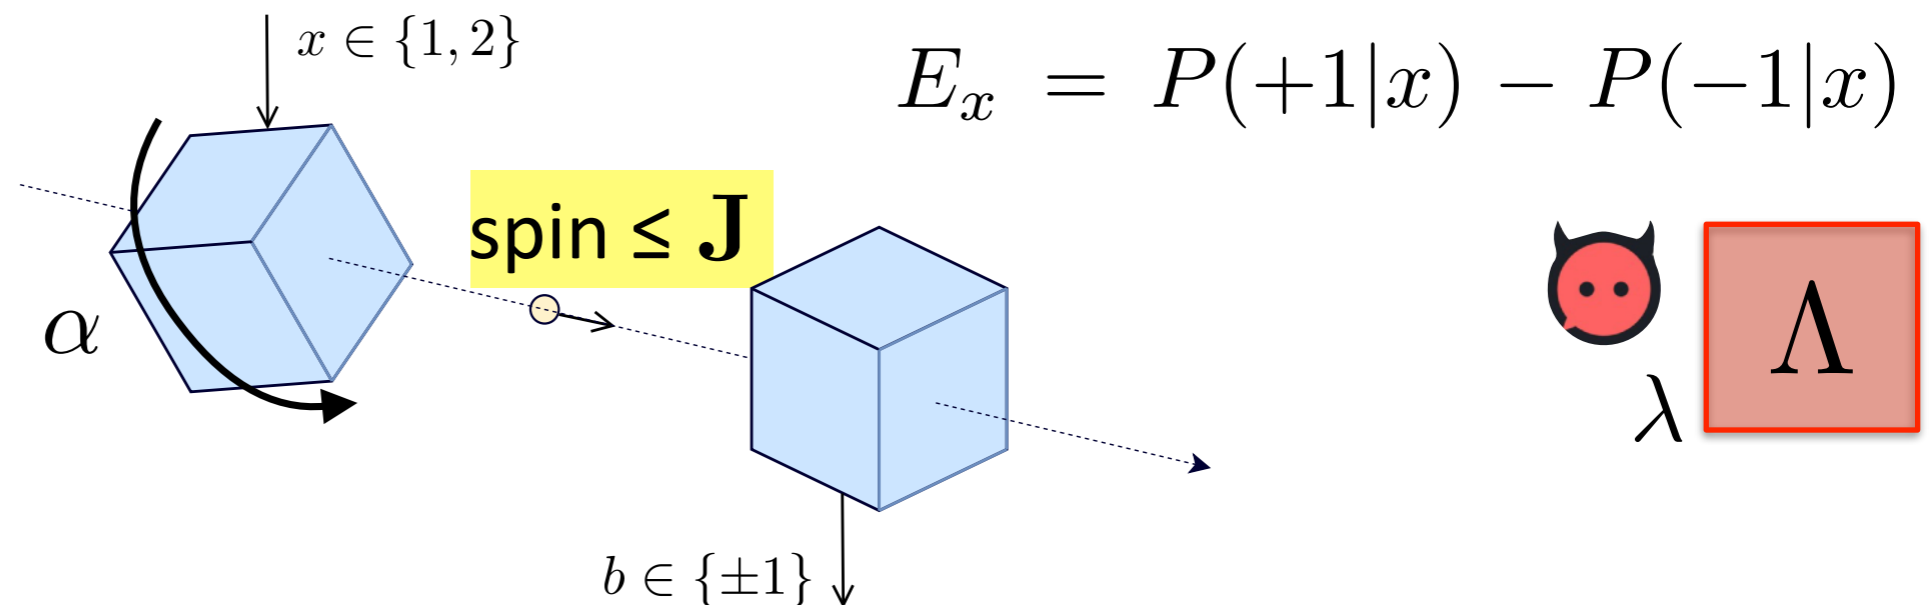 x ∈ {1, 2}
E_x = P(+1|x) − P(−1|x)
spin ≤ J
α
Λ
λ
b ∈ {±1}